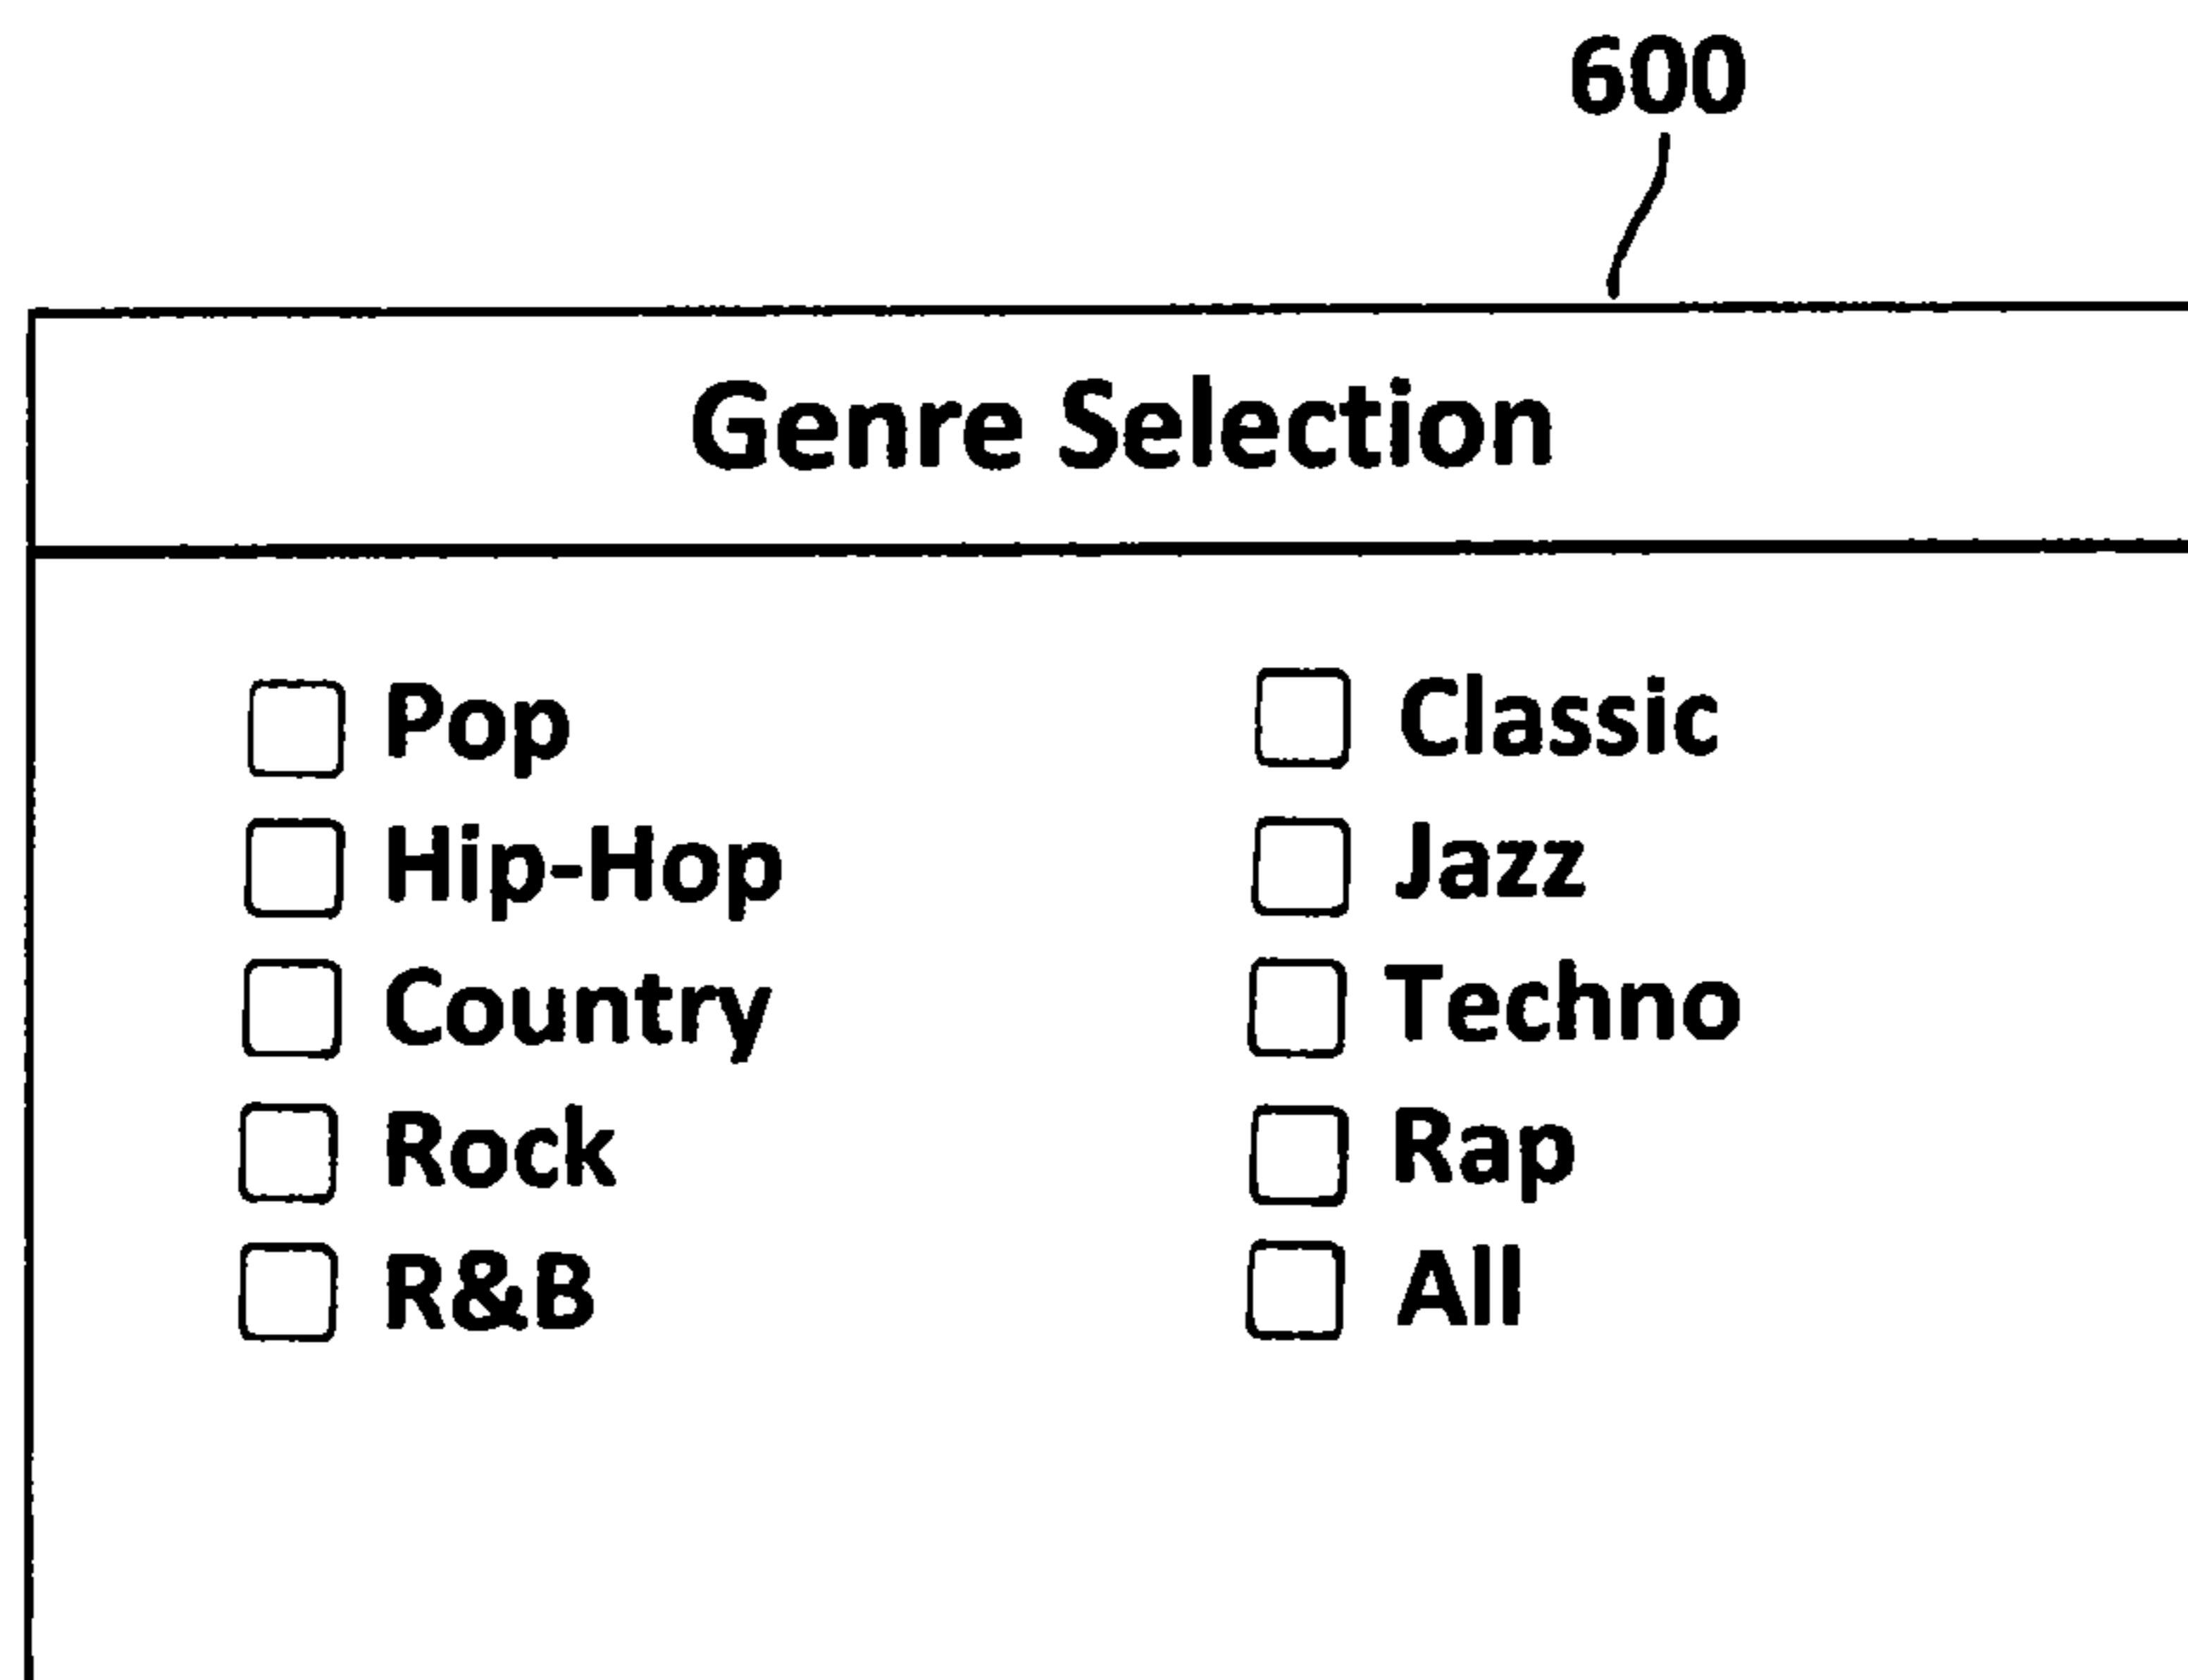 600
Genre Selection
Pop
Hip-Hop
Country
Rock
R&B
Classic
Jazz
Techno
Rap
All